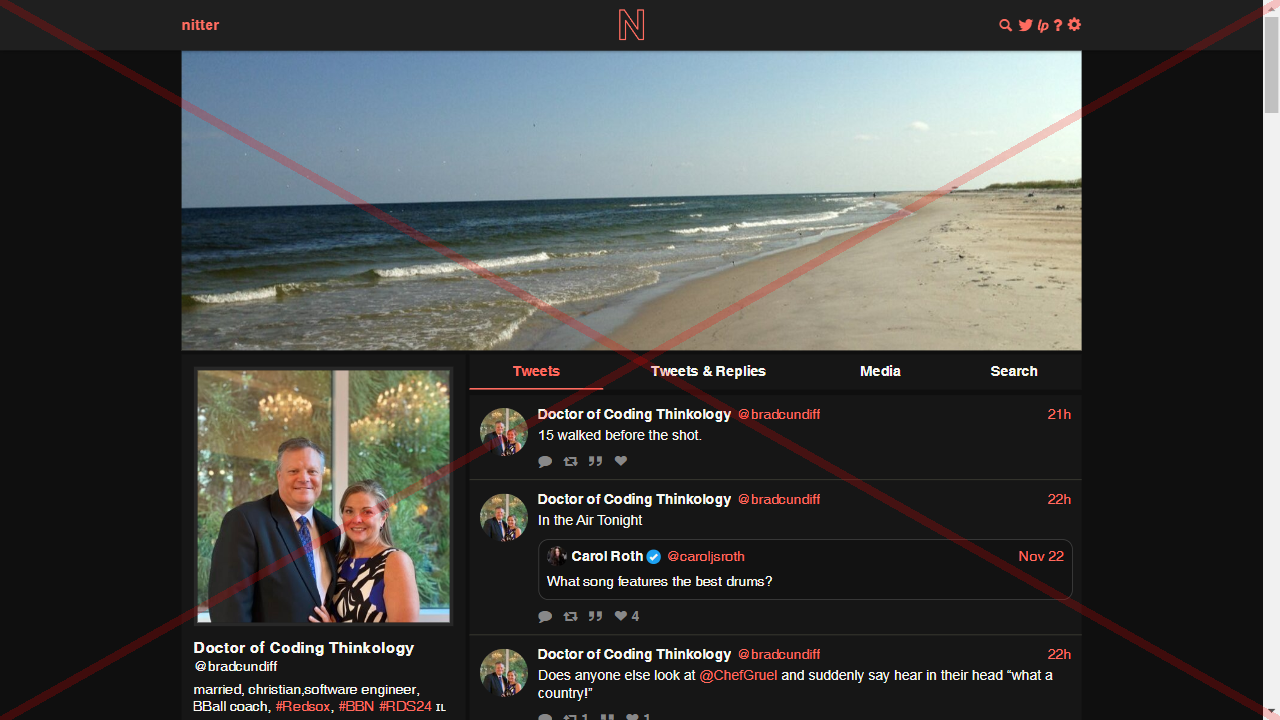 nitter
N
lp ?
Tweets Tweets & Replies Media Search
Doctor of Coding Thinkology @bradcundiff 21h
15 walked before the shot.
Doctor of Coding Thinkology @bradcundiff 22h
In the Air Tonight
Carol Roth @caroljsroth Nov 22
What song features the best drums?
4
Doctor of Coding Thinkology @bradcundiff 22h
Does anyone else look at @ChefGruel and suddenly say hear in their head “what a
country!”
1 1
Doctor of Coding Thinkology
@bradcundiff
married, christian,software engineer,
BBall coach, #Redsox, #BBN #RDS24